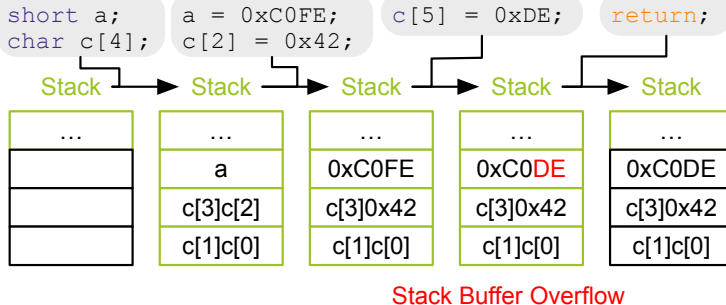 short a;
char c[4];
a = 0xC0FE;
c[2] = 0x42;
c[5] = 0xDE;
return;
Stack Stack Stack Stack Stack
... ... ... ... ...
a 0xC0FE 0xC0DE 0xC0DE
c[3]c[2] c[3]0x42 c[3]0x42 c[3]0x42
c[1]c[0] c[1]c[0] c[1]c[0] c[1]c[0]
Stack Buffer Overflow